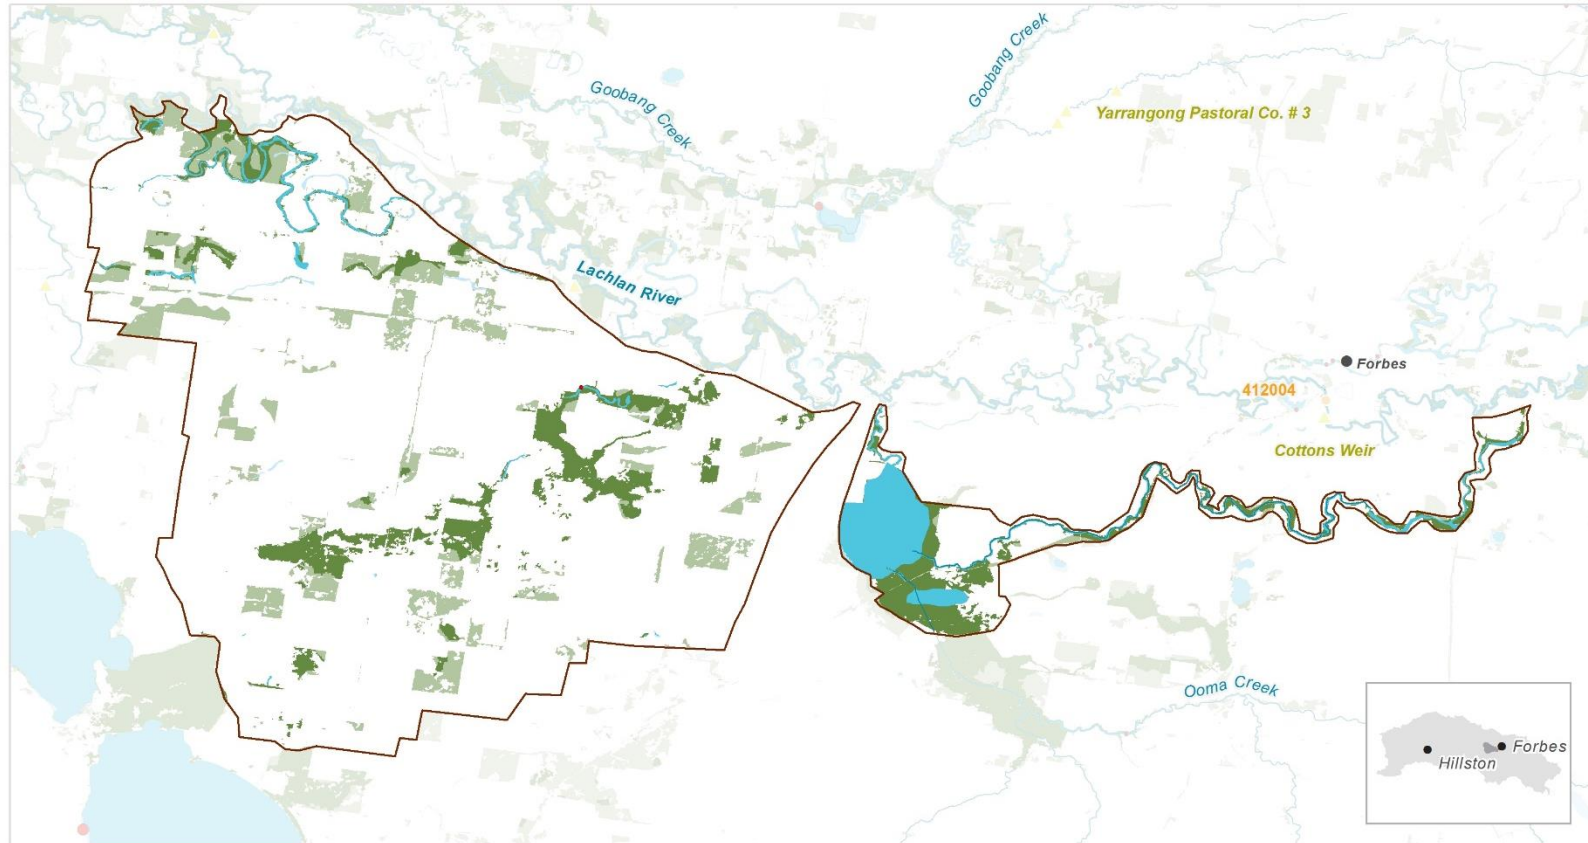 Goobang Creek
Goobang Creek
Yarrangong Pastoral Co. # 3
Lachlan River
Forbes
412004
Cottons Weir
Ooma Creek
Forbes
Hillston